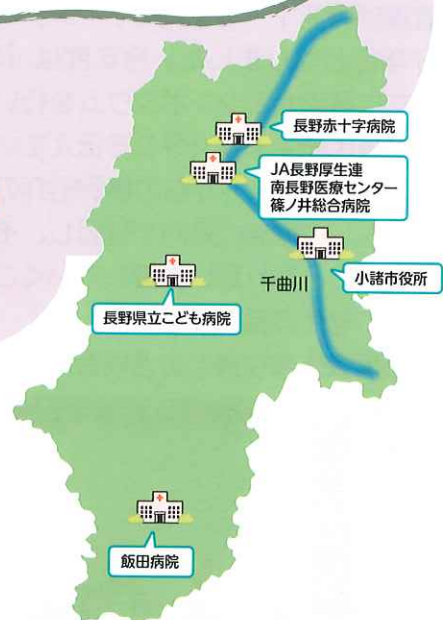 長野赤十字病院
JA長野厚生連
南長野医療センター
篠ノ井総合病院
小諸市役所
千曲川
長野県立こども病院
飯田病院